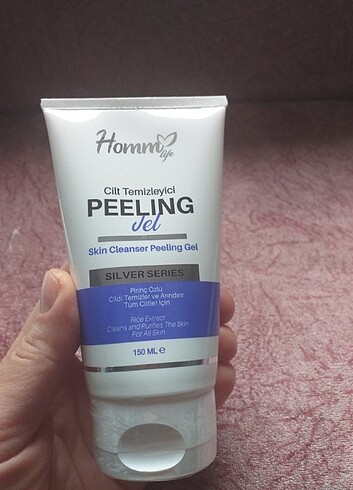 Homm
life
Cilt Temizleyici
PEELING
Jel
Skin Cleanser Peeling Gel
SILVER SERIES
Pirinç Özlü
Cildi Temizler ve Arındırır
Tüm Ciltler İçin
Rice Extract
Cleans and Purifies The Skin
For All Skin
150 ML ℮